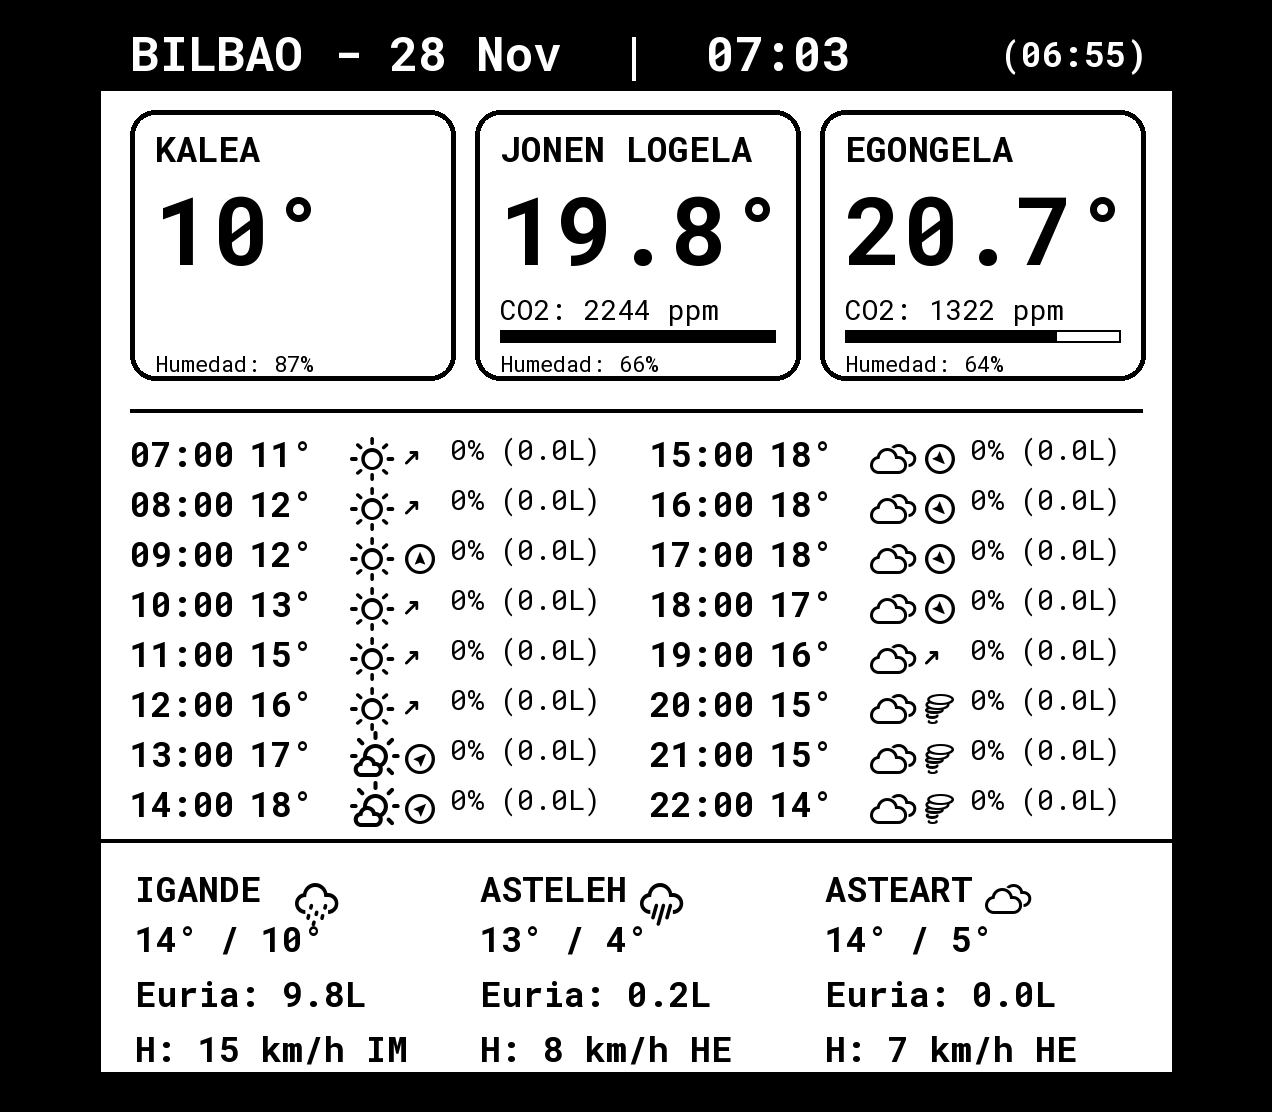 BILBAO - 28 Nov | 07:03 (06:55)
KALEA
10°
Humedad: 87%
JONEN LOGELA
19.8°
CO2: 2244 ppm
Humedad: 66%
EGONGELA
20.7°
CO2: 1322 ppm
Humedad: 64%
07:00 11° 0% (0.0L)
08:00 12° 0% (0.0L)
09:00 12° 0% (0.0L)
10:00 13° 0% (0.0L)
11:00 15° 0% (0.0L)
12:00 16° 0% (0.0L)
13:00 17° 0% (0.0L)
14:00 18° 0% (0.0L)
15:00 18° 0% (0.0L)
16:00 18° 0% (0.0L)
17:00 18° 0% (0.0L)
18:00 17° 0% (0.0L)
19:00 16° 0% (0.0L)
20:00 15° 0% (0.0L)
21:00 15° 0% (0.0L)
22:00 14° 0% (0.0L)
IGANDE
14° / 10°
Euria: 9.8L
H: 15 km/h IM
ASTELEH
13° / 4°
Euria: 0.2L
H: 8 km/h HE
ASTEART
14° / 5°
Euria: 0.0L
H: 7 km/h HE